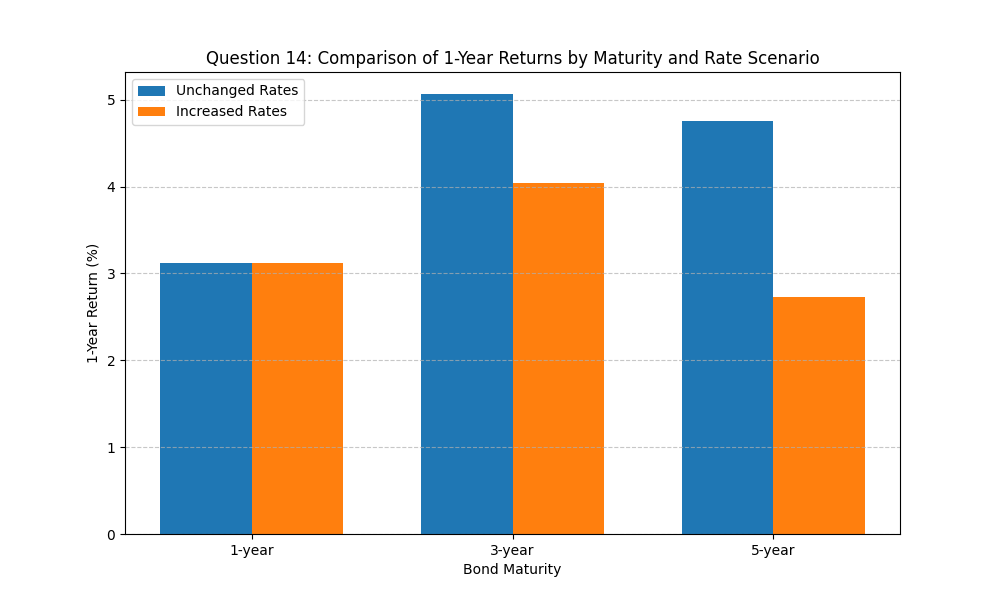 Question 14: Comparison of 1-Year Returns by Maturity and Rate Scenario
Unchanged Rates
Increased Rates
1-Year Return (%)
5
4
3
2
1
0
1-year
3-year
5-year
Bond Maturity